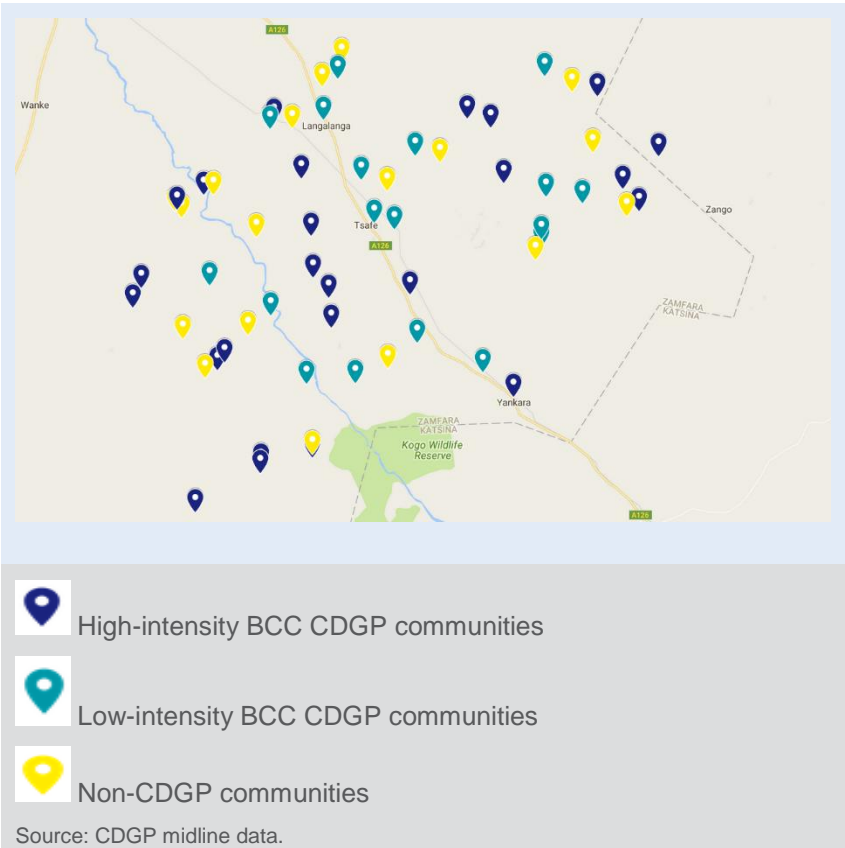 A126
Wanke
Langalanga
Zango
Tsafe
A126
ZAMFARA
KATSINA
Yankara
ZAMFARA
KATSINA
Kogo Wildlife
Reserve
A126
High-intensity BCC CDGP communities
Low-intensity BCC CDGP communities
Non-CDGP communities
Source: CDGP midline data.